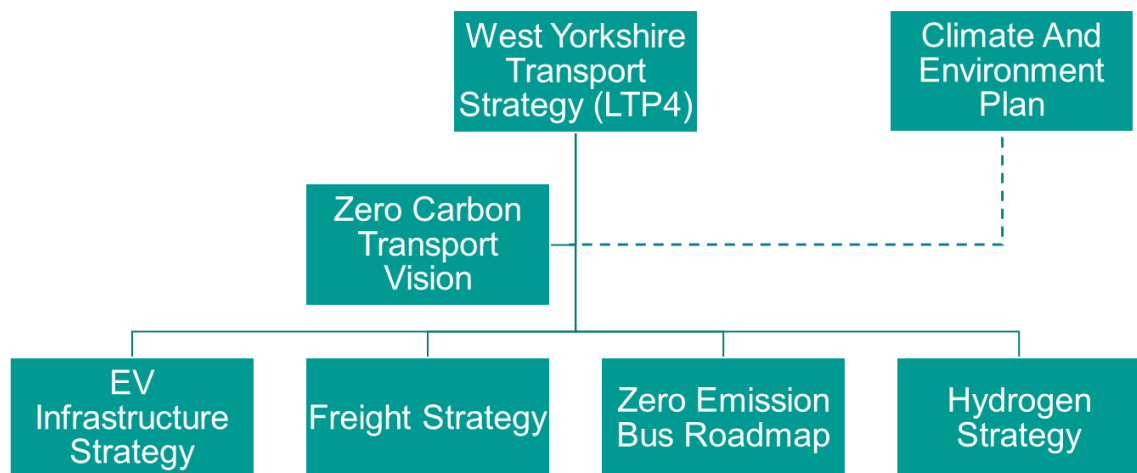 West Yorkshire
Transport
Strategy (LTP4)
Climate And
Environment
Plan
Zero Carbon
Transport
Vision
EV
Infrastructure
Strategy
Freight Strategy
Zero Emission
Bus Roadmap
Hydrogen
Strategy